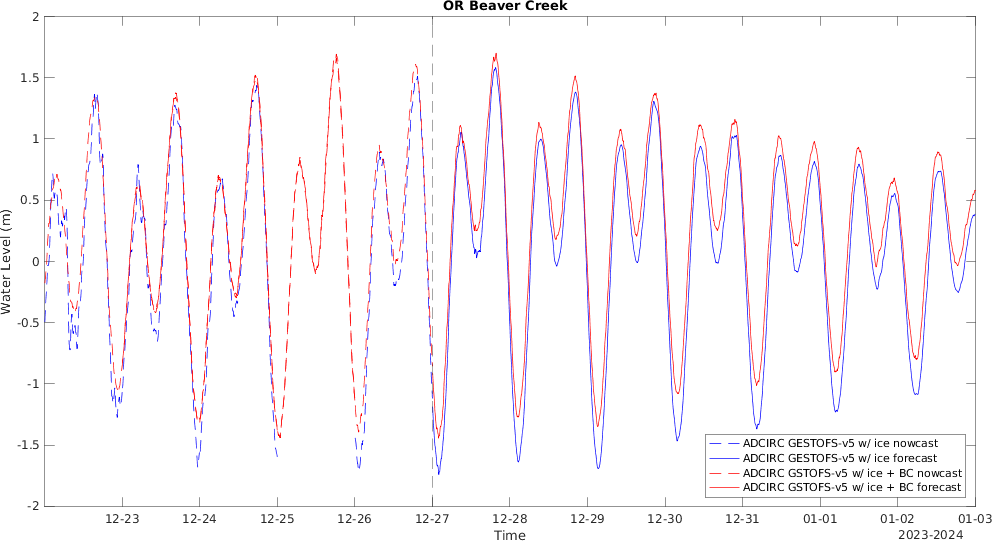 OR Beaver Creek
2
1.5
1
0.5
0
-0.5
-1
-1.5
-2
Water Level (m)
12-23 12-24 12-25 12-26 12-27 12-28 12-29 12-30 12-31 01-01 01-02 01-03
Time
2023-2024
ADCIRC GESTOFS-v5 w/ ice nowcast
ADCIRC GESTOFS-v5 w/ ice forecast
ADCIRC GSTOFS-v5 w/ ice + BC nowcast
ADCIRC GSTOFS-v5 w/ ice + BC forecast